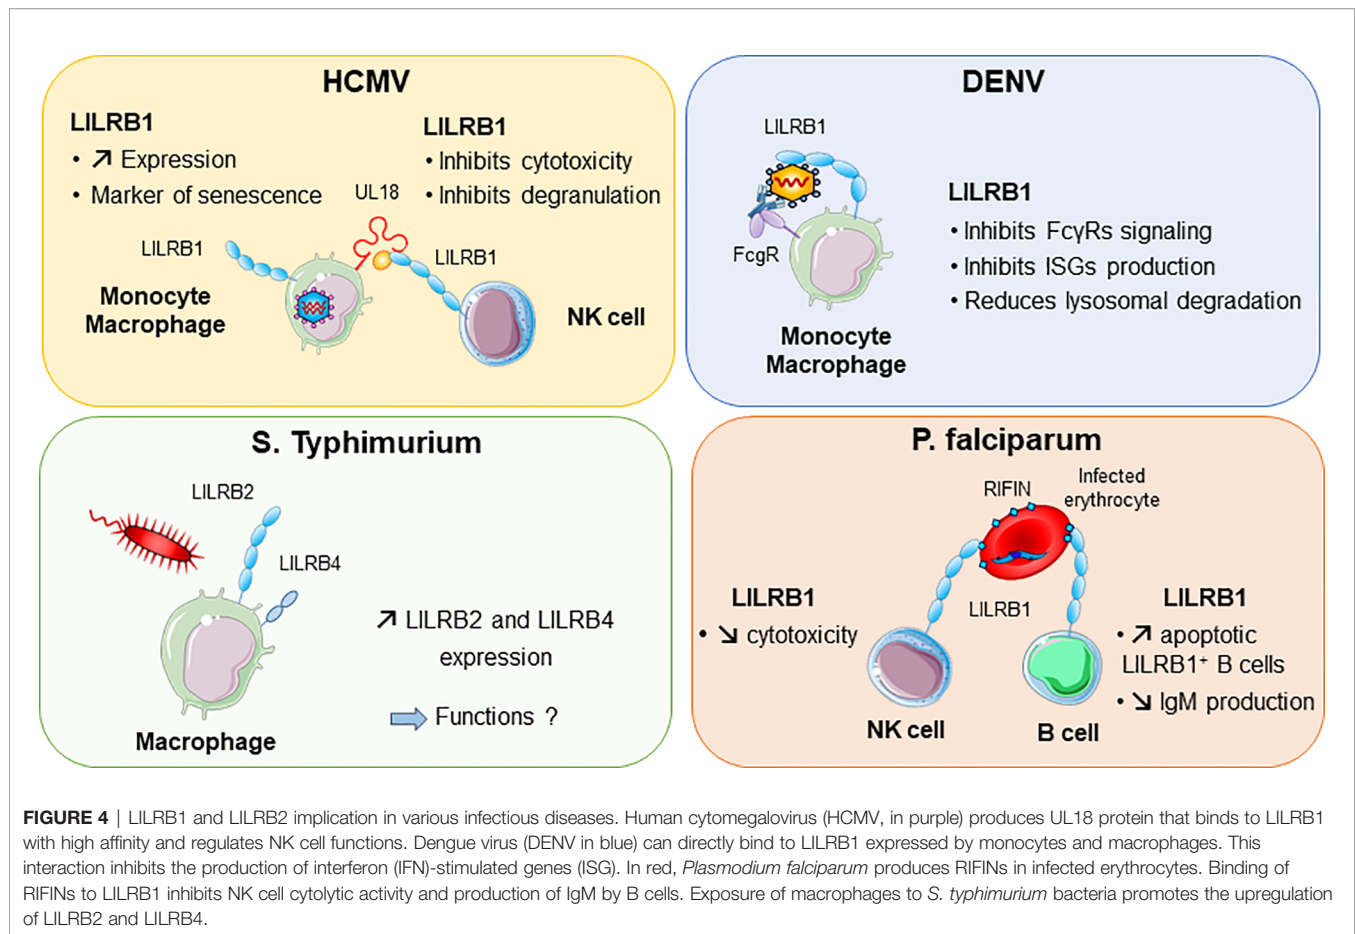 HCMV
LILRB1
• ↗ Expression
• Marker of senescence
LILRB1
• Inhibits cytotoxicity
• Inhibits degranulation
UL18
LILRB1
LILRB1
Monocyte
Macrophage
NK cell
DENV
LILRB1
FcgR
Monocyte
Macrophage
LILRB1
• Inhibits FcγRs signaling
• Inhibits ISGs production
• Reduces lysosomal degradation
S. Typhimurium
LILRB2
LILRB4
Macrophage
↗ LILRB2 and LILRB4
expression
Functions ?
P. falciparum
RIFIN
Infected
erythrocyte
LILRB1
• ↘ cytotoxicity
LILRB1
LILRB1
• ↗ apoptotic
LILRB1⁺ B cells
• ↘ IgM production
NK cell
B cell
FIGURE 4 | LILRB1 and LILRB2 implication in various infectious diseases. Human cytomegalovirus (HCMV, in purple) produces UL18 protein that binds to LILRB1
with high affinity and regulates NK cell functions. Dengue virus (DENV in blue) can directly bind to LILRB1 expressed by monocytes and macrophages. This
interaction inhibits the production of interferon (IFN)-stimulated genes (ISG). In red, Plasmodium falciparum produces RIFINs in infected erythrocytes. Binding of
RIFINs to LILRB1 inhibits NK cell cytolytic activity and production of IgM by B cells. Exposure of macrophages to S. typhimurium bacteria promotes the upregulation
of LILRB2 and LILRB4.